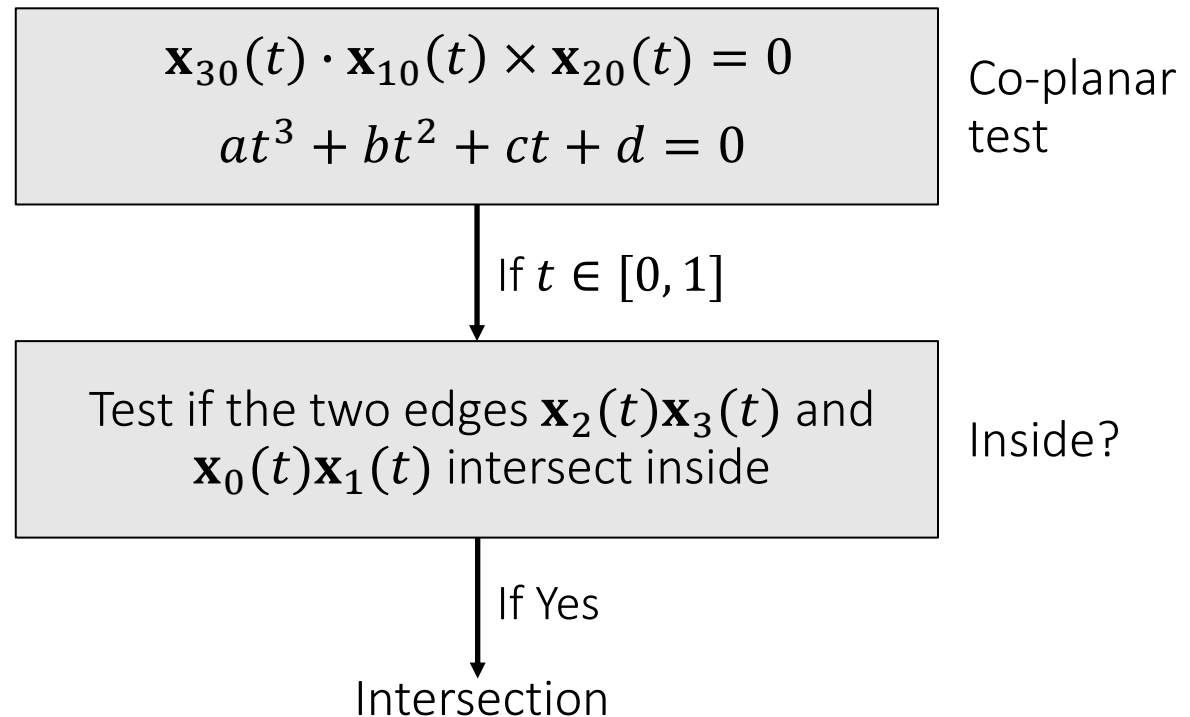 𝐱₃₀(𝑡) · 𝐱₁₀(𝑡) × 𝐱₂₀(𝑡) = 0
𝑎𝑡³ + 𝑏𝑡² + 𝑐𝑡 + 𝑑 = 0
Co-planar
test
If 𝑡 ∈ [0, 1]
Test if the two edges 𝐱₂(𝑡)𝐱₃(𝑡) and
𝐱₀(𝑡)𝐱₁(𝑡) intersect inside
Inside?
If Yes
Intersection